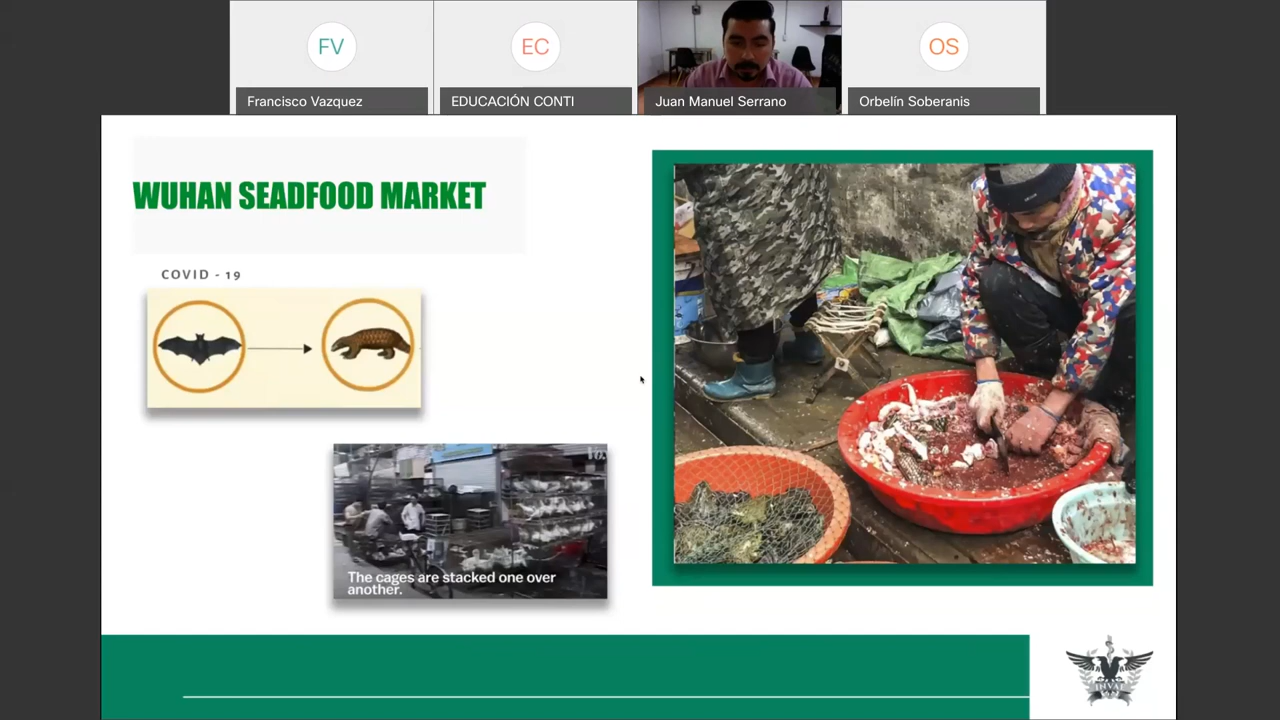 FV
EC
OS
Francisco Vazquez
EDUCACIÓN CONTI
Juan Manuel Serrano
Orbelín Soberanis
WUHAN SEADFOOD MARKET
COVID - 19
The cages are stacked one over
another.